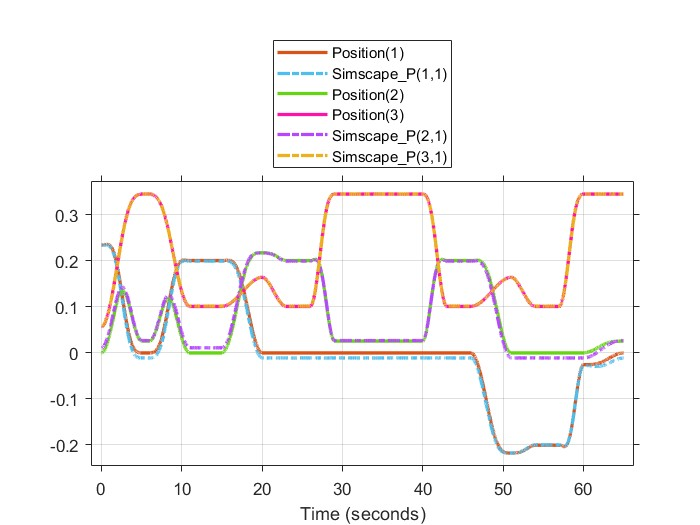 Position(1)
Simscape_P(1,1)
Position(2)
Position(3)
Simscape_P(2,1)
Simscape_P(3,1)
0.3
0.2
0.1
0
-0.1
-0.2
0 10 20 30 40 50 60
Time (seconds)